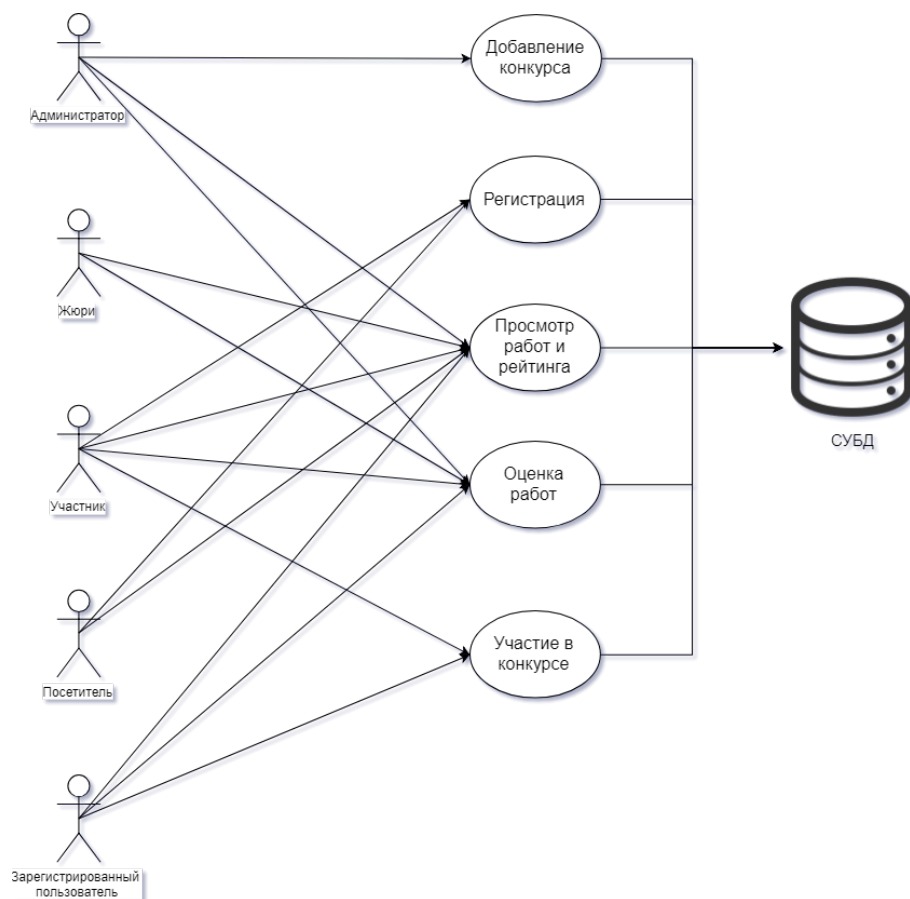 Добавление
конкурса
Администратор
Регистрация
Жюри
Просмотр
работ и
рейтинга
СУБД
Оценка
работ
Участник
Участие в
конкурсе
Посетитель
Зарегистрированный
пользователь